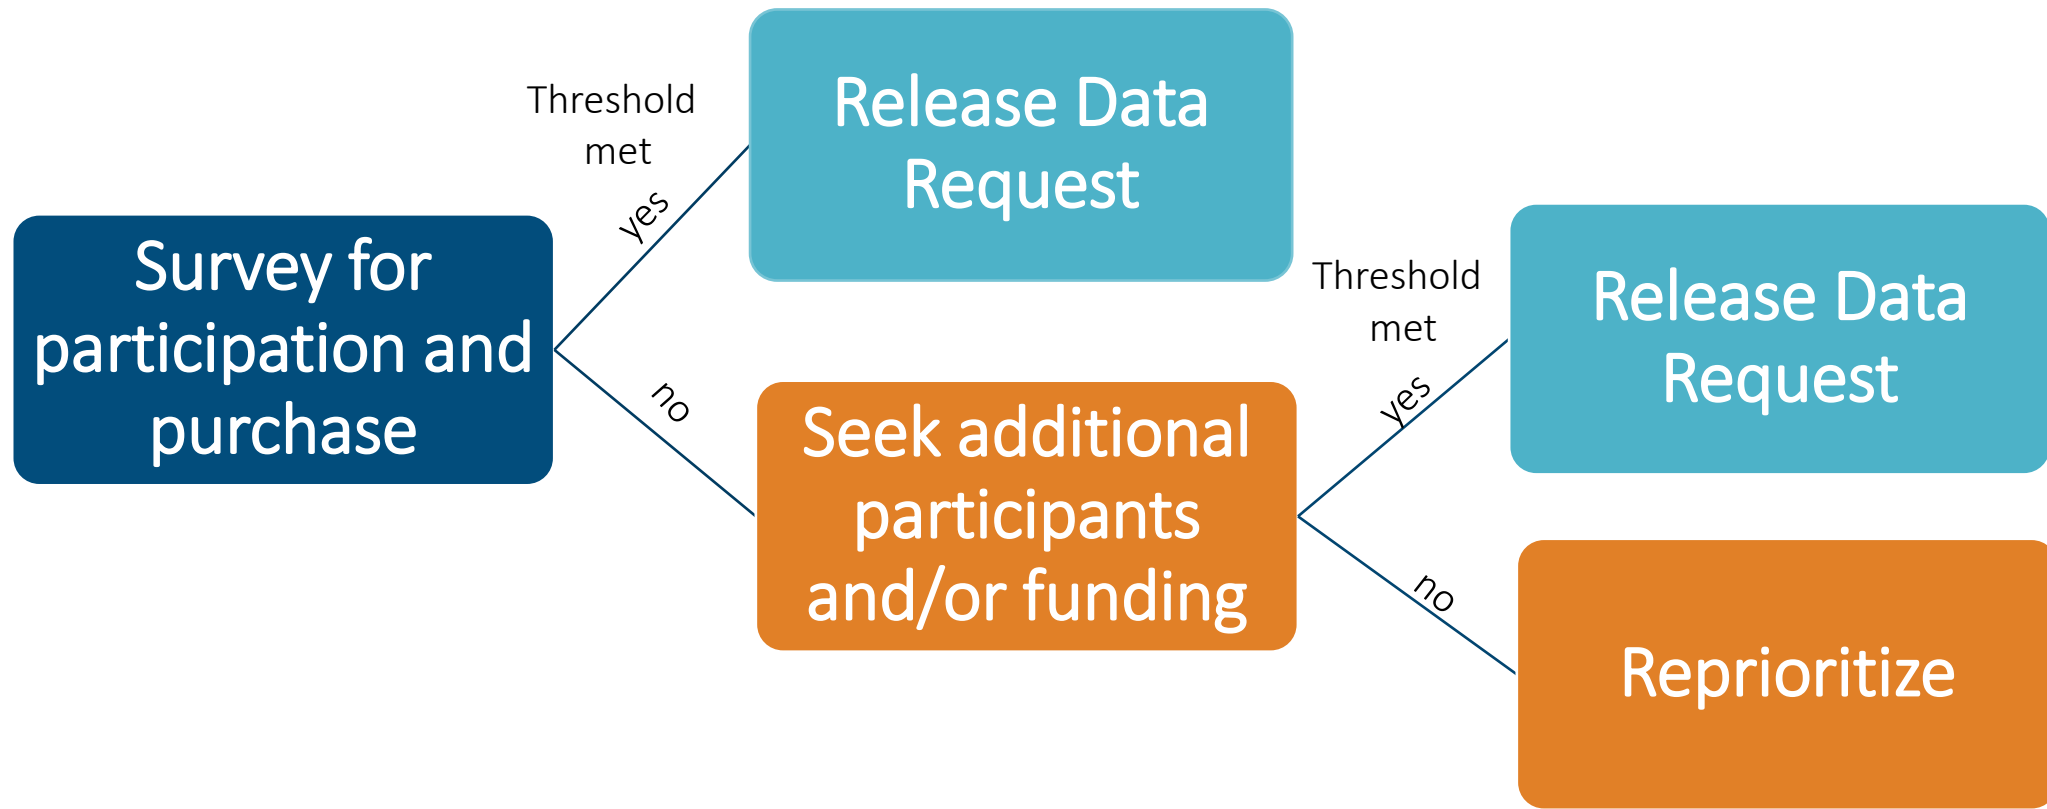 Survey for
participation and
purchase
Threshold
met
yes
no
Release Data
Request
Seek additional
participants
and/or funding
Threshold
met
yes
no
Release Data
Request
Reprioritize